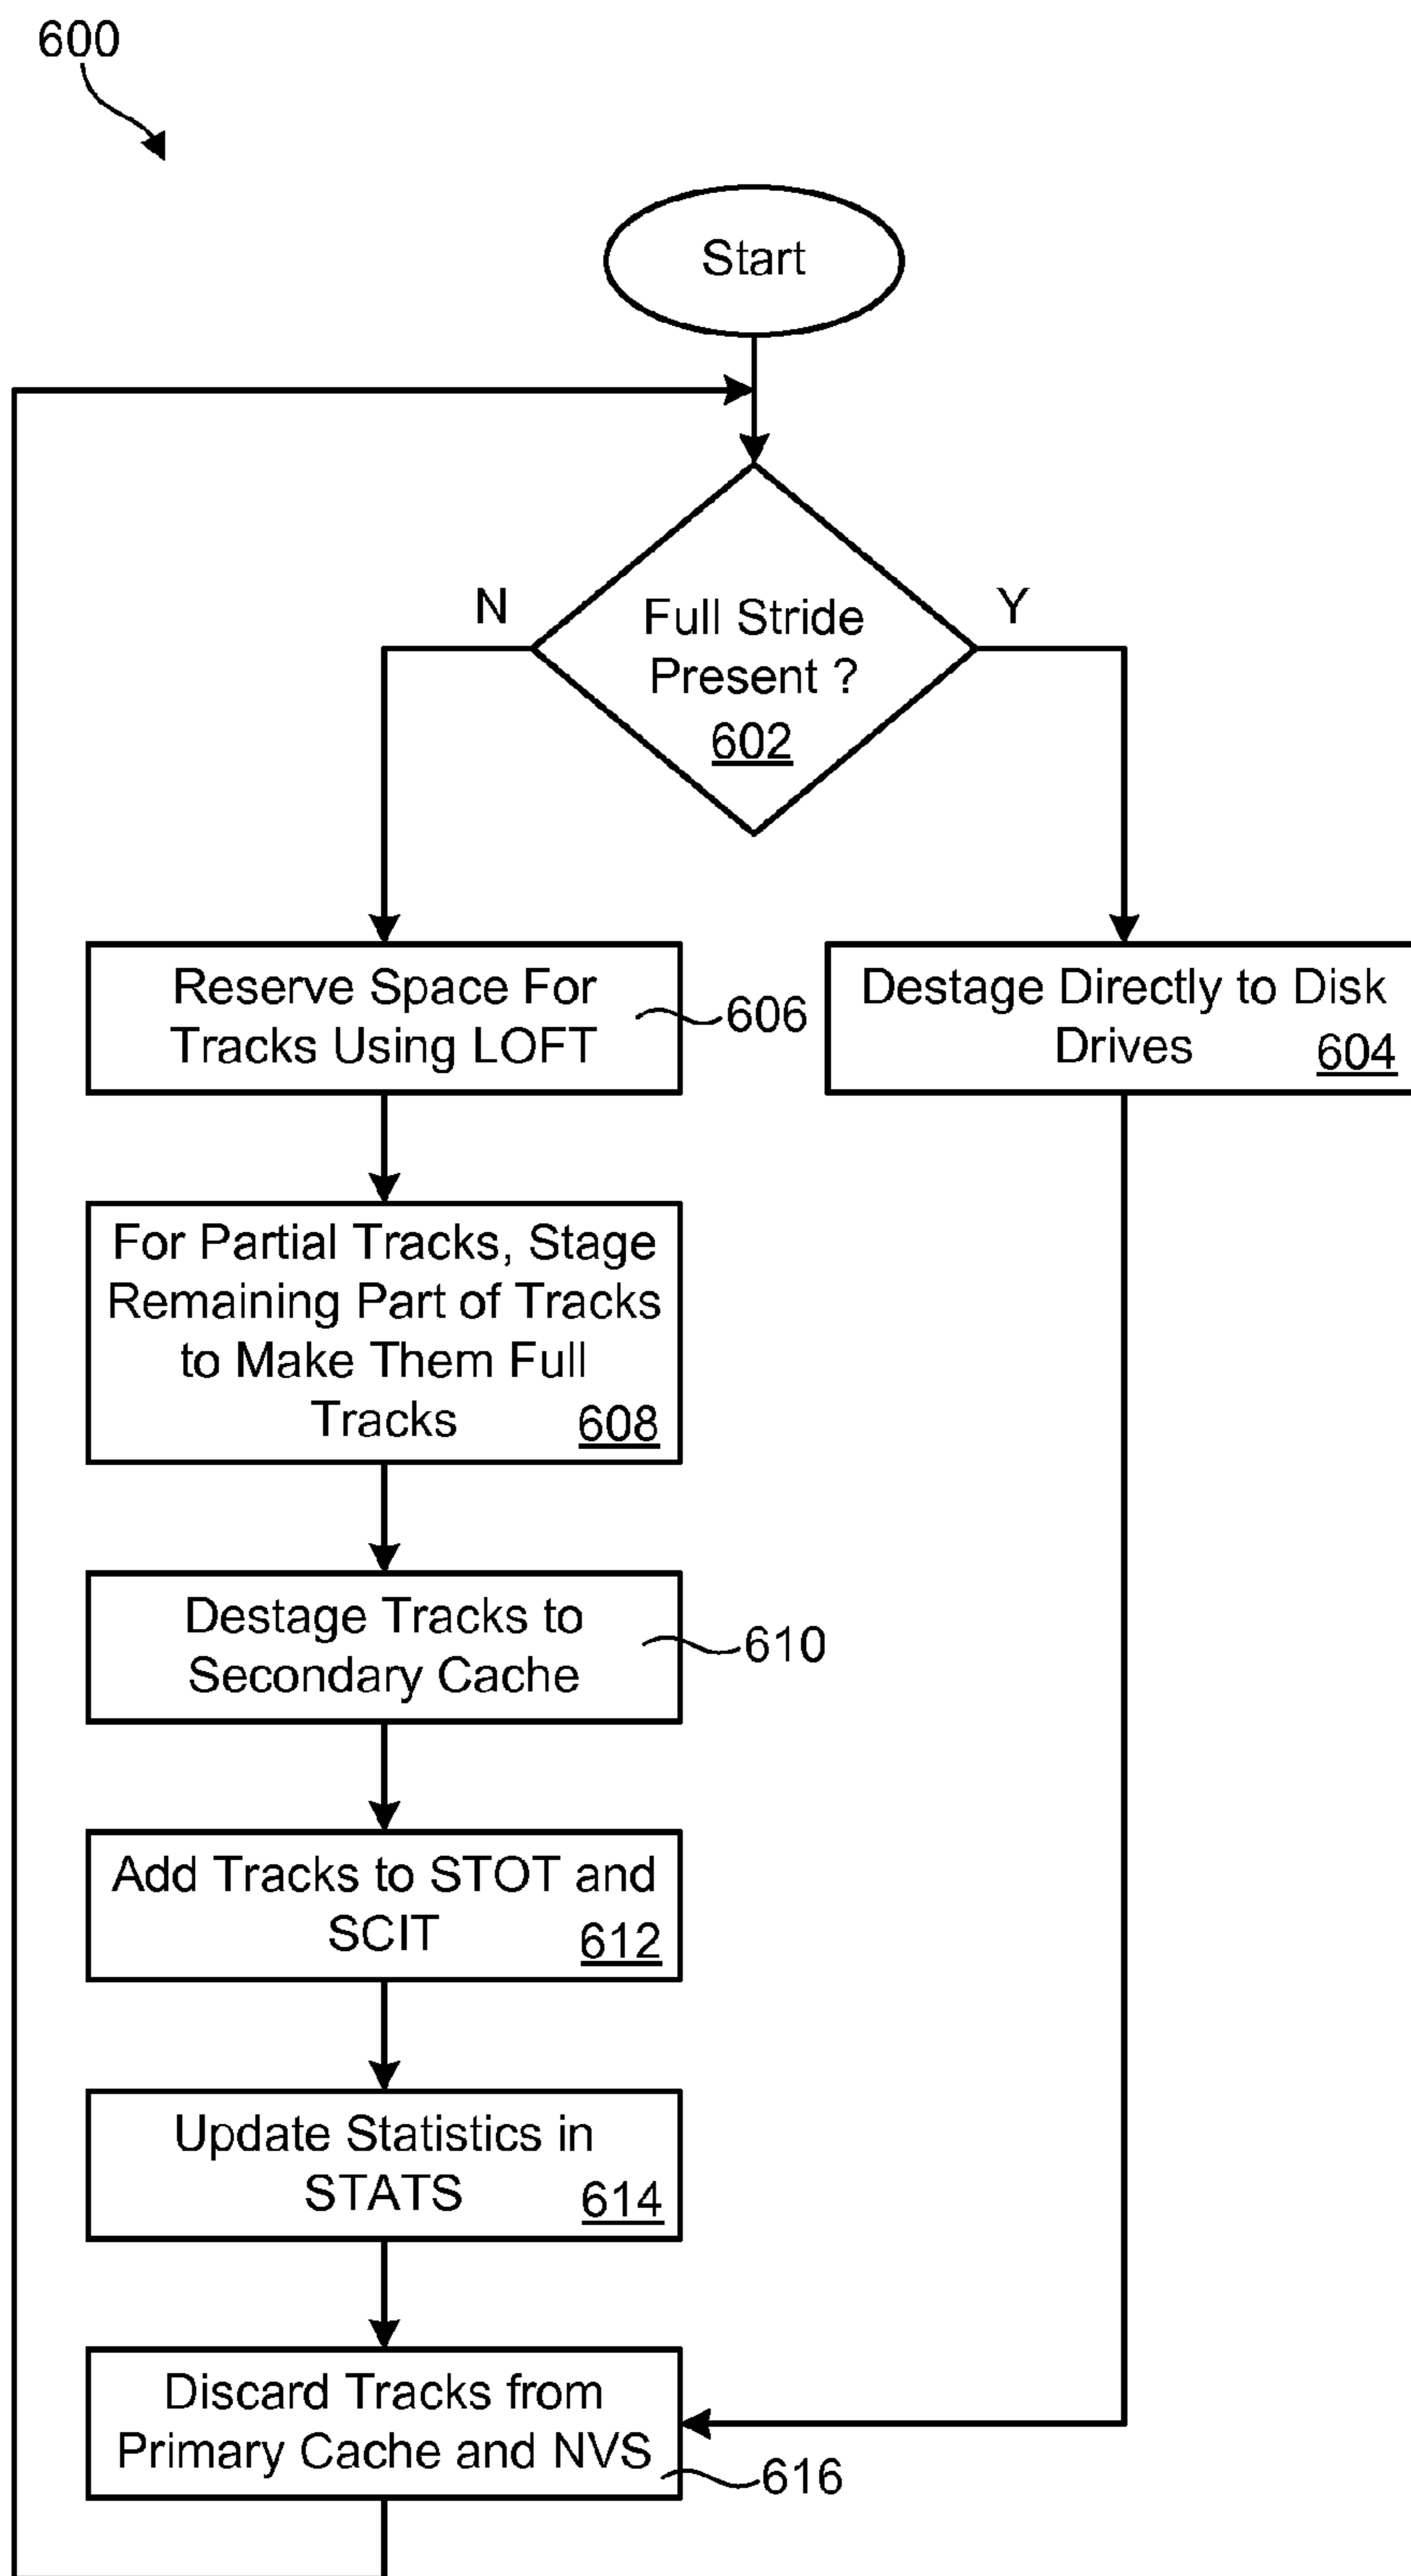 600
Start
N
Y
Full Stride
Present ?
602
Reserve Space For
Tracks Using LOFT
606
Destage Directly to Disk
Drives
604
For Partial Tracks, Stage
Remaining Part of Tracks
to Make Them Full
Tracks
608
Destage Tracks to
Secondary Cache
610
Add Tracks to STOT and
SCIT
612
Update Statistics in
STATS
614
Discard Tracks from
Primary Cache and NVS
616